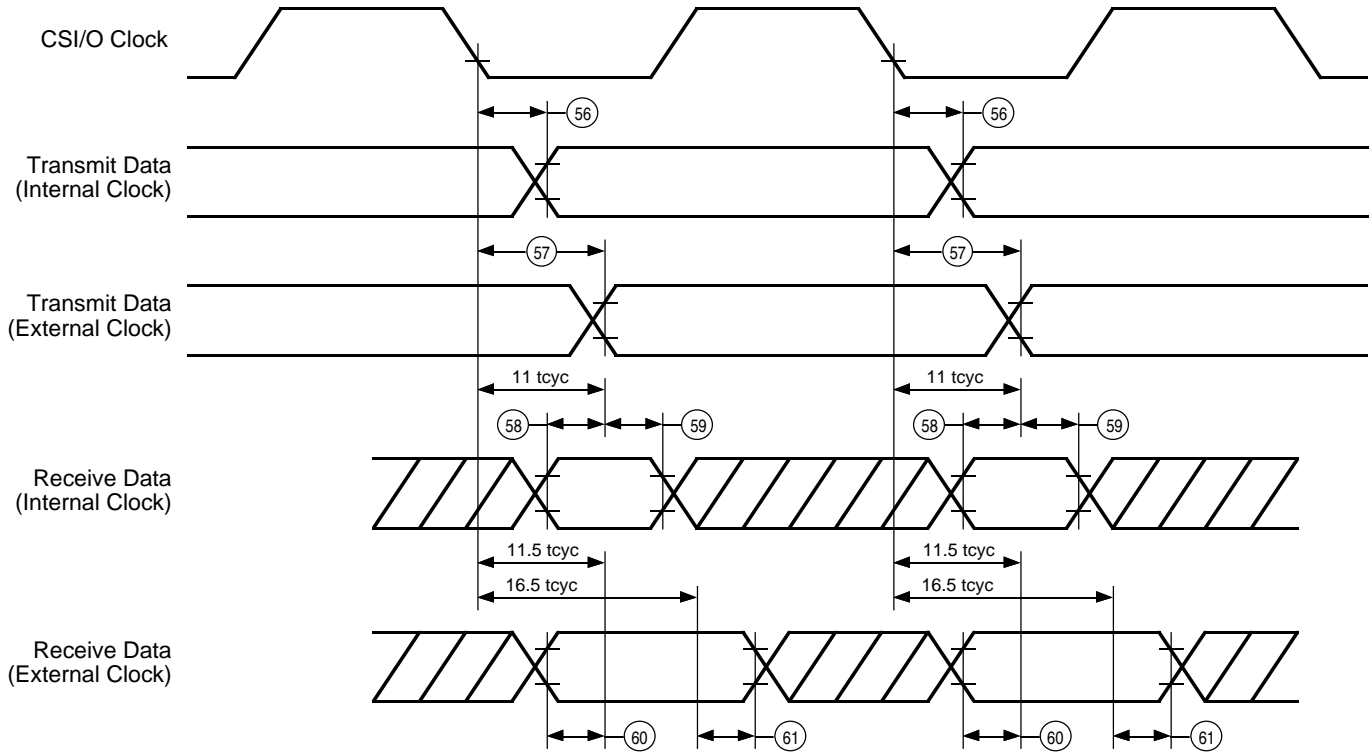 CSI/O Clock
56
56
Transmit Data
(Internal Clock)
57
57
Transmit Data
(External Clock)
11 tcyc
11 tcyc
58
59
58
59
Receive Data
(Internal Clock)
11.5 tcyc
11.5 tcyc
16.5 tcyc
16.5 tcyc
Receive Data
(External Clock)
60
61
60
61